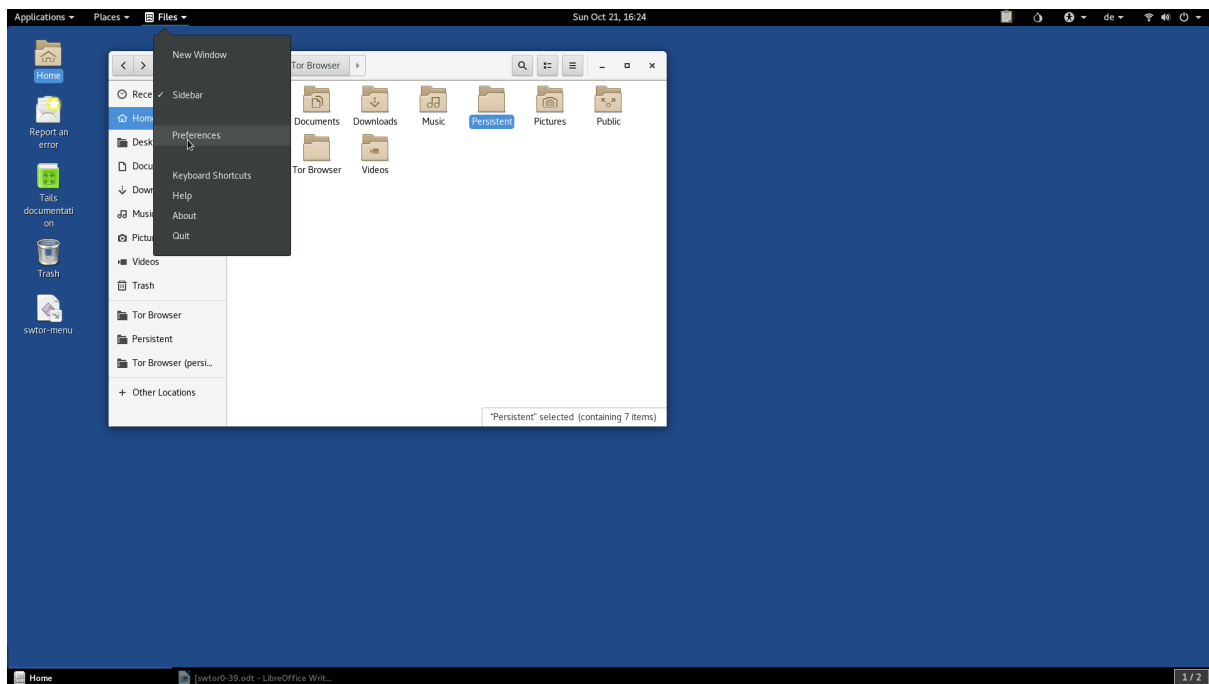 Applications
Places
Files
Sun Oct 21, 16:24
de
Home
Report an
error
Tails
documentati
on
Trash
swtor-menu
New Window
Sidebar
Preferences
Keyboard Shortcuts
Help
About
Quit
Tor Browser
Rece
Home
Desk
Docu
Down
Music
Pictu
Videos
Trash
Tor Browser
Persistent
Tor Browser (persi...
+ Other Locations
Documents
Downloads
Music
Persistent
Pictures
Public
Tor Browser
Videos
"Persistent" selected (containing 7 items)
Home
[swtor0-39.odt - LibreOffice Writ...
1 / 2